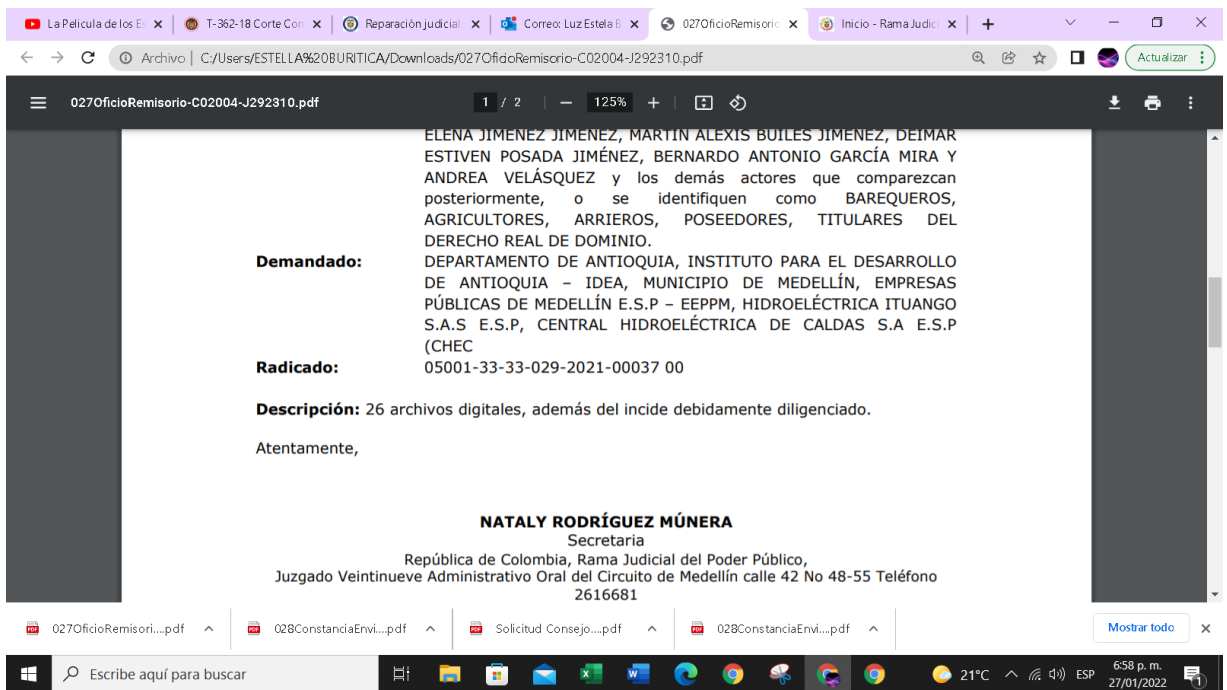 La Pelicula de los Es
T-362-18 Corte Con
Reparación judicial
Correo: Luz Estela B
027OficioRemisorio
Inicio - Rama Judic
Archivo | C:/Users/ESTELLA%20BURITICA/Downloads/027OficioRemisorio-C02004-J292310.pdf
Actualizar
027OficioRemisorio-C02004-J292310.pdf
1 / 2
125%
ELENA JIMÉNEZ JIMÉNEZ, MARTIN ALEXIS BUILES JIMÉNEZ, DEIMAR
ESTIVEN POSADA JIMÉNEZ, BERNARDO ANTONIO GARCÍA MIRA Y
ANDREA VELÁSQUEZ y los demás actores que comparezcan
posteriormente, o se identifiquen como BAREQUEROS,
AGRICULTORES, ARRIEROS, POSEEDORES, TITULARES DEL
DERECHO REAL DE DOMINIO.
Demandado: DEPARTAMENTO DE ANTIOQUIA, INSTITUTO PARA EL DESARROLLO
DE ANTIOQUIA – IDEA, MUNICIPIO DE MEDELLÍN, EMPRESAS
PÚBLICAS DE MEDELLÍN E.S.P – EEPPM, HIDROELÉCTRICA ITUANGO
S.A.S E.S.P, CENTRAL HIDROELÉCTRICA DE CALDAS S.A E.S.P
(CHEC
Radicado: 05001-33-33-029-2021-00037 00
Descripción: 26 archivos digitales, además del incide debidamente diligenciado.
Atentamente,
NATALY RODRÍGUEZ MÚNERA
Secretaria
República de Colombia, Rama Judicial del Poder Público,
Juzgado Veintinueve Administrativo Oral del Circuito de Medellín calle 42 No 48-55 Teléfono
2616681
027OficioRemisori....pdf
028ConstanciaEnvi....pdf
Solicitud Consejo....pdf
028ConstanciaEnvi....pdf
Mostrar todo
Escribe aquí para buscar
21°C
ESP
6:58 p. m.
27/01/2022